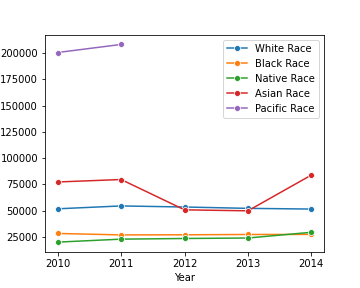 White Race
Black Race
Native Race
Asian Race
Pacific Race
200000
175000
150000
125000
100000
75000
50000
25000
2010 2011 2012 2013 2014
Year